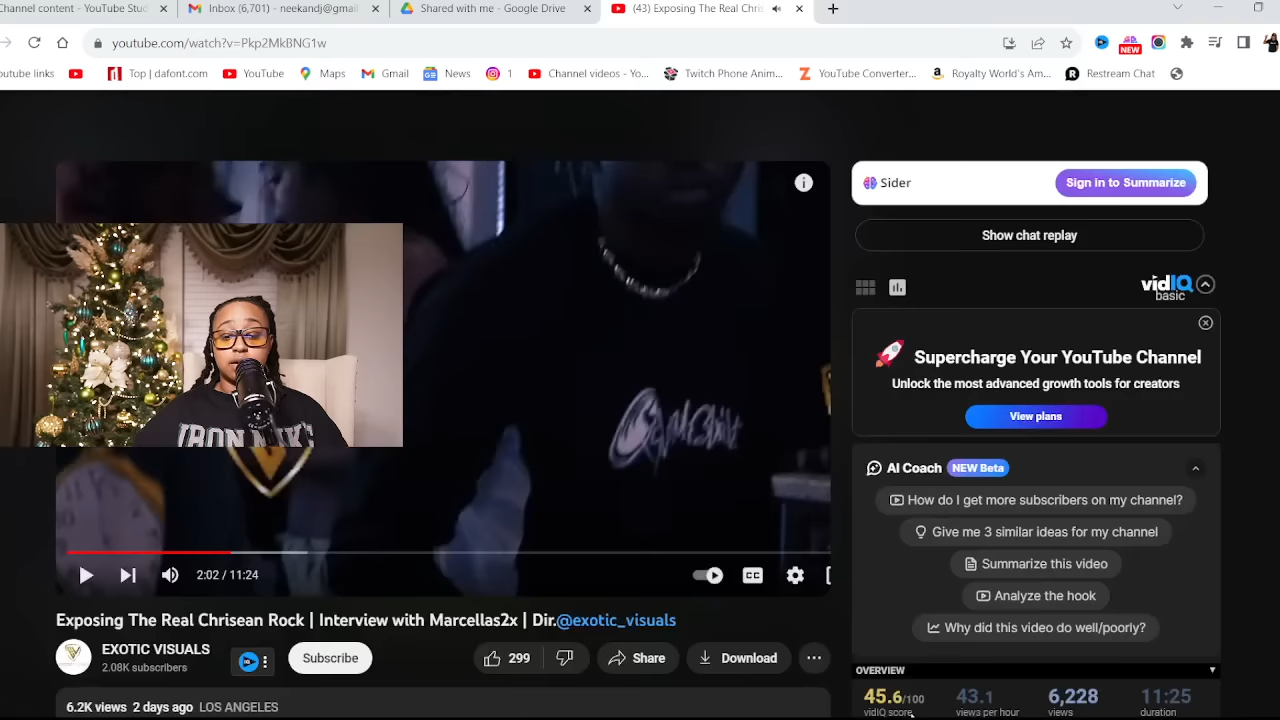 Channel content - YouTube Stud
Inbox (6,701) - neekandj@gmail
Shared with me - Google Drive
(43) Exposing The Real Chris
youtube.com/watch?v=Pkp2MkBNG1w
NEW
outube links
Top | dafont.com
YouTube
Maps
Gmail
News
1
Channel videos - Yo...
Twitch Phone Anim...
YouTube Converter...
Royalty World's Am...
Restream Chat
Sider
Sign in to Summarize
Show chat replay
vidIQ
basic
Supercharge Your YouTube Channel
Unlock the most advanced growth tools for creators
View plans
IRON MIKE
AI Coach NEW Beta
How do I get more subscribers on my channel?
Give me 3 similar ideas for my channel
Summarize this video
Analyze the hook
Why did this video do well/poorly?
2:02 / 11:24
CC
Exposing The Real Chrisean Rock | Interview with Marcellas2x | Dir.@exotic_visuals
EXOTIC VISUALS
2.08K subscribers
Subscribe
299
Share
Download
6.2K views 2 days ago LOS ANGELES
OVERVIEW
45.6/100
43.1
6,228
11:25
vidIQ score
views per hour
views
duration